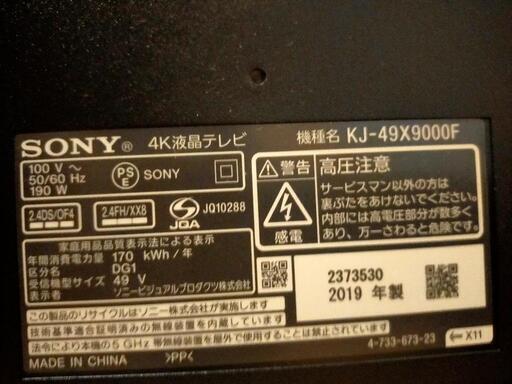 SONY® 4K液晶テレビ 機種名 KJ-49X9000F
100 V ~
50/60 Hz
190 W
PS
E
SONY
2.4DS/OF4
2.4FH/XX8
JQA
JQ10288
警告 高圧注意
サービスマン以外の方は
裏ぶたをあけないでください。
内部には高電圧部分が数多く
あり、万一さわると危険です。
感電
家庭用品品質表示法による表示
年間消費電力量 170 kWh/年
区分名 DG1
受信機型サイズ 49 V
表示者 ソニービジュアルプロダクツ株式会社
2373530
2019 年製
この製品のリサイクルはソニー株式会社が実施します
技術基準適合証明済みの無線装置を内蔵しています
法令により本機の5 GHz 帯無線装置を屋外で使用することは禁止されています
4-733-673-23
X11
MADE IN CHINA >PP<